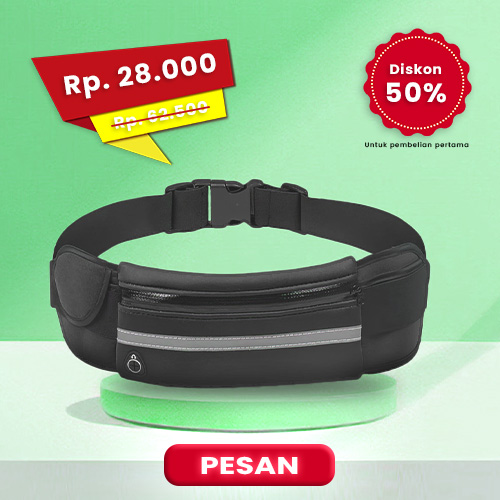 Rp. 28.000
Rp. 62.500
Diskon
50%
Untuk pembelian pertama
PESAN